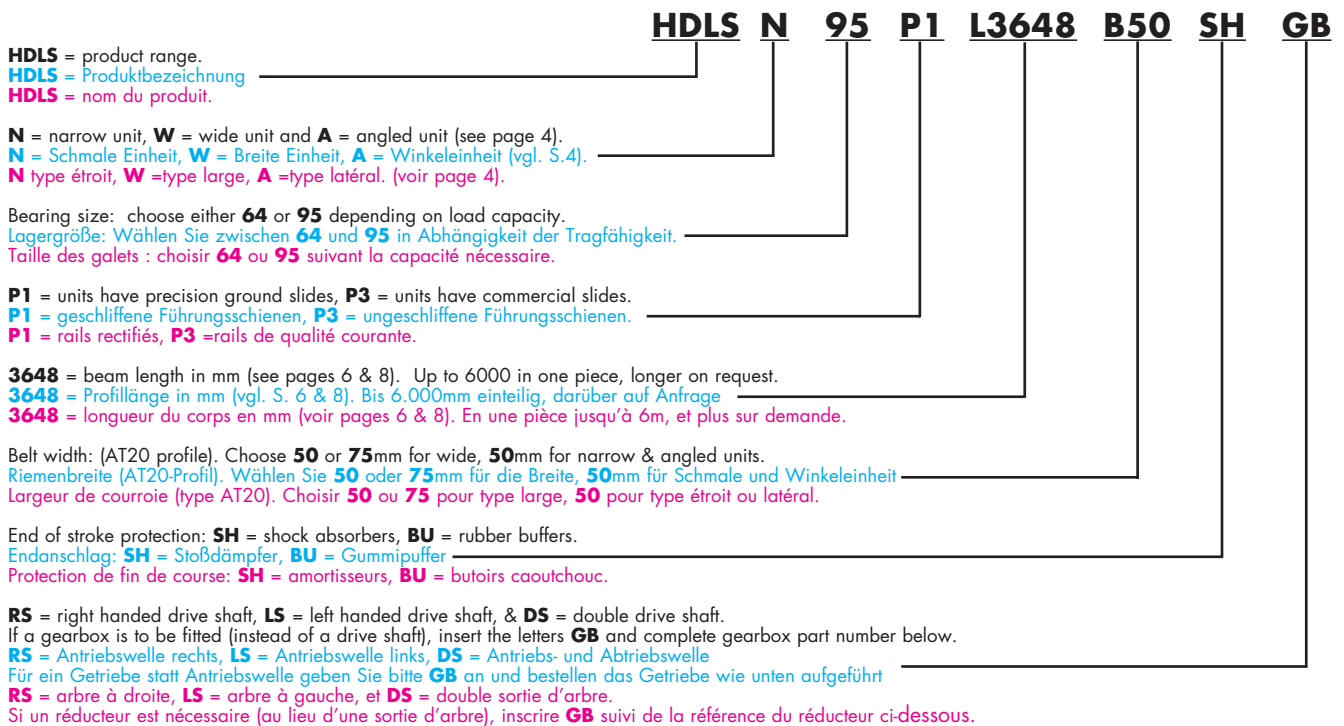 HDLS N 95 P1 L3648 B50 SH GB
HDLS = product range.
HDLS = Produktbezeichnung
HDLS = nom du produit.
N = narrow unit, W = wide unit and A = angled unit (see page 4).
N = Schmale Einheit, W = Breite Einheit, A = Winkeleinheit (vgl. S.4).
N type étroit, W =type large, A =type latéral. (voir page 4).
Bearing size: choose either 64 or 95 depending on load capacity.
Lagergröße: Wählen Sie zwischen 64 und 95 in Abhängigkeit der Tragfähigkeit.
Taille des galets : choisir 64 ou 95 suivant la capacité nécessaire.
P1 = units have precision ground slides, P3 = units have commercial slides.
P1 = geschliffene Führungsschienen, P3 = ungeschliffene Führungsschienen.
P1 = rails rectifiés, P3 =rails de qualité courante.
3648 = beam length in mm (see pages 6 & 8). Up to 6000 in one piece, longer on request.
3648 = Profillänge in mm (vgl. S. 6 & 8). Bis 6.000mm einteilig, darüber auf Anfrage
3648 = longueur du corps en mm (voir pages 6 & 8). En une pièce jusqu'à 6m, et plus sur demande.
Belt width: (AT20 profile). Choose 50 or 75mm for wide, 50mm for narrow & angled units.
Riemenbreite (AT20-Profil). Wählen Sie 50 oder 75mm für die Breite, 50mm für Schmale und Winkeleinheit
Largeur de courroie (type AT20). Choisir 50 ou 75 pour type large, 50 pour type étroit ou latéral.
End of stroke protection: SH = shock absorbers, BU = rubber buffers.
Endanschlag: SH = Stoßdämpfer, BU = Gummipuffer
Protection de fin de course: SH = amortisseurs, BU = butoirs caoutchouc.
RS = right handed drive shaft, LS = left handed drive shaft, & DS = double drive shaft.
If a gearbox is to be fitted (instead of a drive shaft), insert the letters GB and complete gearbox part number below.
RS = Antriebswelle rechts, LS = Antriebswelle links, DS = Antriebs- und Abtriebswelle
Für ein Getriebe statt Antriebswelle geben Sie bitte GB an und bestellen das Getriebe wie unten aufgeführt
RS = arbre à droite, LS = arbre à gauche, et DS = double sortie d'arbre.
Si un réducteur est nécessaire (au lieu d'une sortie d'arbre), inscrire GB suivi de la référence du réducteur ci-dessous.